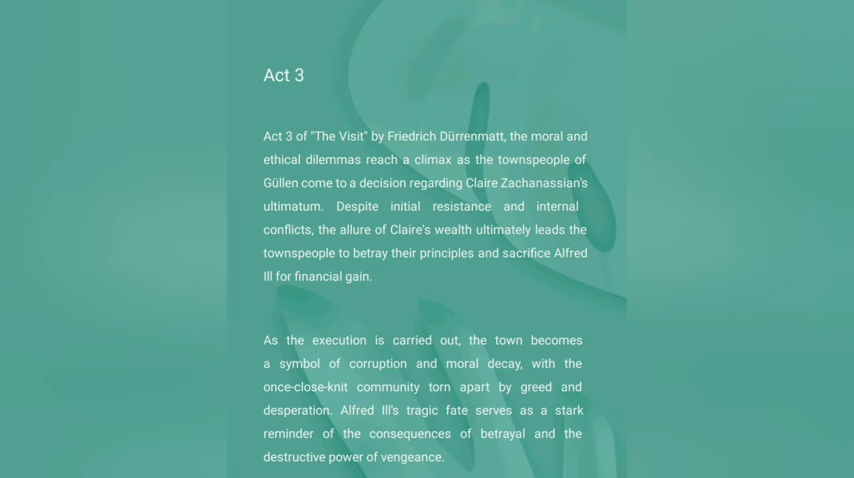 Act 3
Act 3 of "The Visit" by Friedrich Dürrenmatt, the moral and
ethical dilemmas reach a climax as the townspeople of
Güllen come to a decision regarding Claire Zachanassian's
ultimatum. Despite initial resistance and internal
conflicts, the allure of Claire's wealth ultimately leads the
townspeople to betray their principles and sacrifice Alfred
Ill for financial gain.
As the execution is carried out, the town becomes
a symbol of corruption and moral decay, with the
once-close-knit community torn apart by greed and
desperation. Alfred Ill's tragic fate serves as a stark
reminder of the consequences of betrayal and the
destructive power of vengeance.